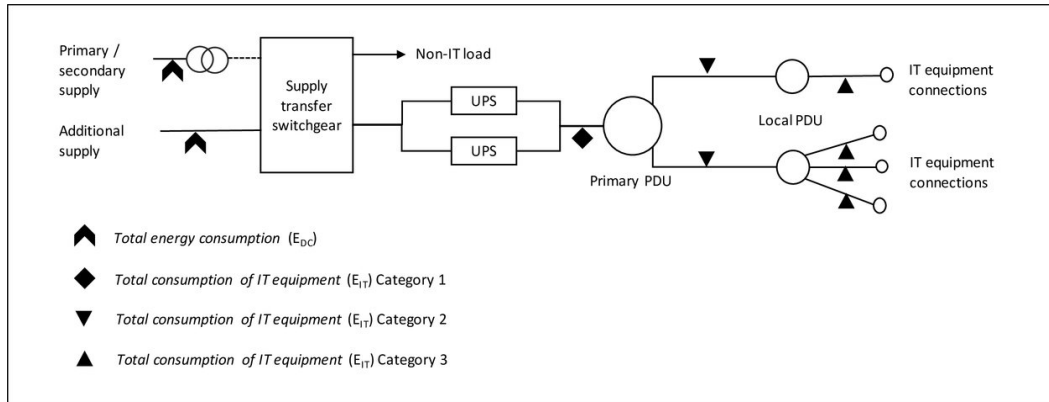 Primary /
secondary
supply
Non-IT load
Supply
transfer
switchgear
UPS
UPS
Additional
supply
Primary PDU
Local PDU
IT equipment
connections
IT equipment
connections
Total energy consumption (EDC)
Total consumption of IT equipment (EIT) Category 1
Total consumption of IT equipment (EIT) Category 2
Total consumption of IT equipment (EIT) Category 3